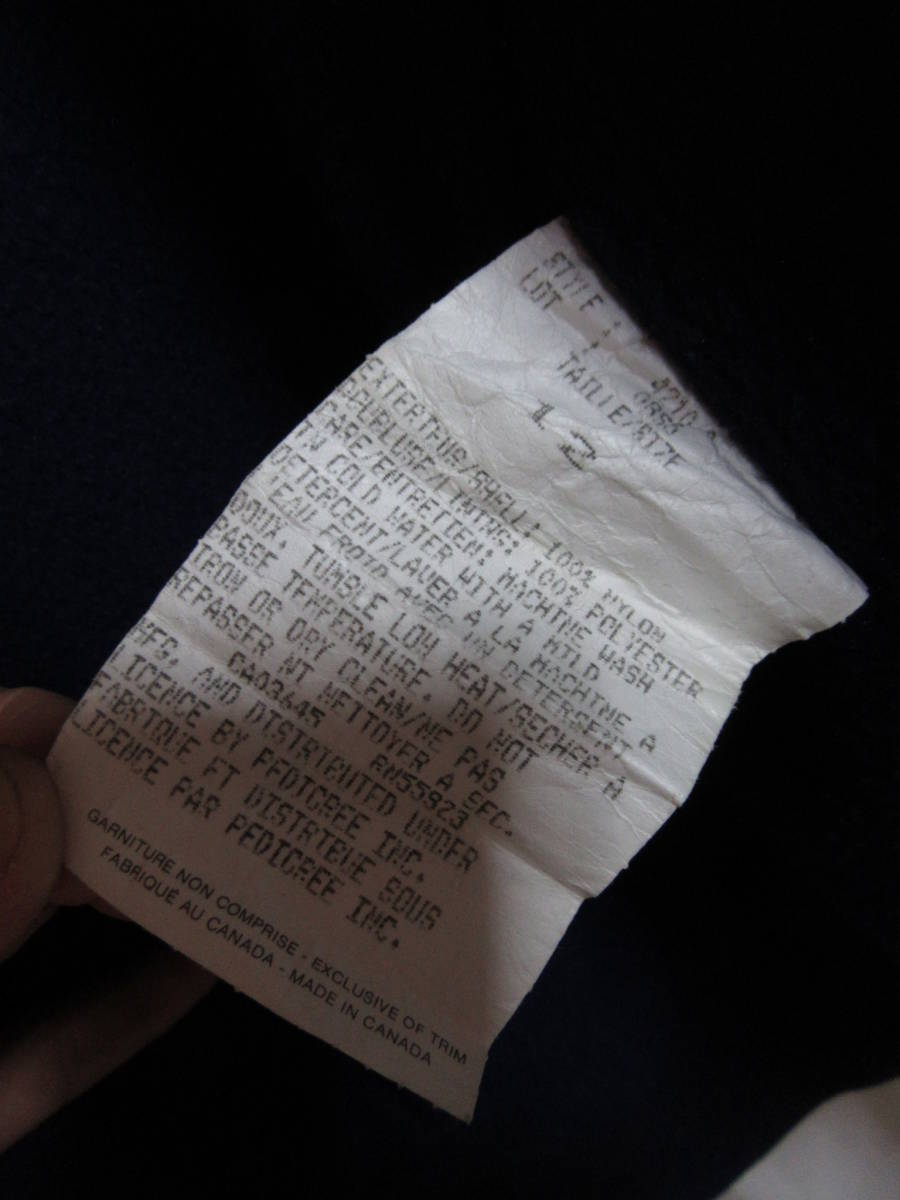 STYLE :
LOT :
TAILLE/SIZE
12
EXTERIUS/SHELL: 100% NYLON
DOUBLURE/LINING: 100% POLYESTER
CARE/ENTRETIEN: MACHINE WASH
IN COLD WATER WITH A MILD
DETERGENT/LAVER A LA MACHINE A
L'EAU FROID AVEC UN DETERGENT
DOUX. TUMBLE LOW HEAT/SECHER A
BASSE TEMPERATURE. DO NOT
IRON OR DRY CLEAN/NE PAS
REPASSER NI NETTOYER A SEC.
CA03645 RN55823
MFG. AND DISTRIBUTED UNDER
LICENCE BY PEDIGREE INC.
FABRIQUE ET DISTRIBUE SOUS
LICENCE PAR PEDIGREE INC.
GARNITURE NON COMPRISE - EXCLUSIVE OF TRIM
FABRIQUÉ AU CANADA - MADE IN CANADA